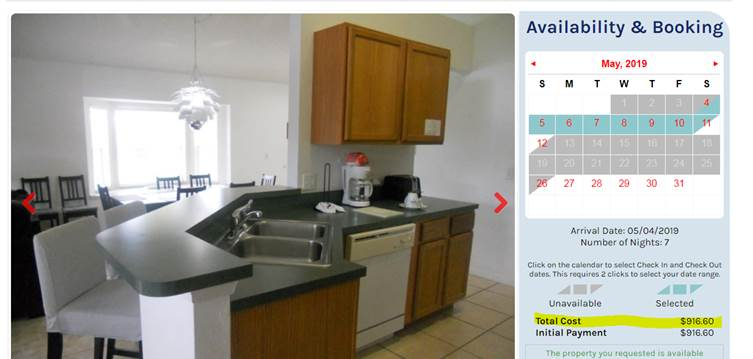 Availability & Booking
◄ May, 2019 ►
S M T W T F S
1 2 3 4
5 6 7 8 9 10 11
12 13 14 15 16 17 18
19 20 21 22 23 24 25
26 27 28 29 30 31
Arrival Date: 05/04/2019
Number of Nights: 7
Click on the calendar to select Check In and Check Out
dates. This requires 2 clicks to select your date range.
Unavailable Selected
Total Cost $916.60
Initial Payment $916.60
The property you requested is available